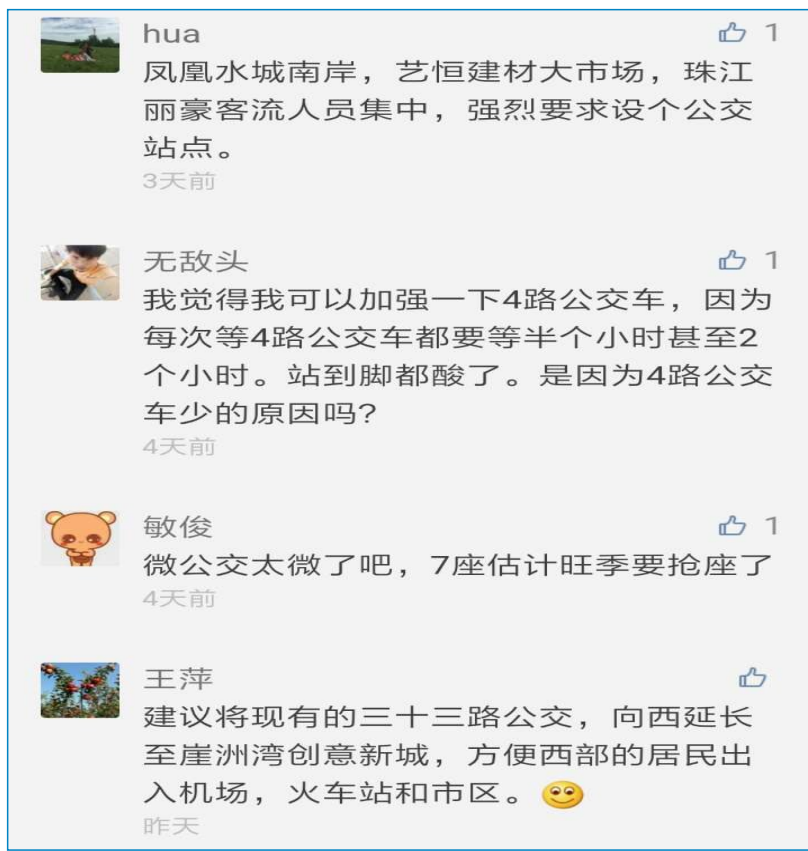 hua 1
凤凰水城南岸，艺恒建材大市场，珠江
丽豪客流人员集中，强烈要求设个公交
站点。
3天前
无敌头 1
我觉得我可以加强一下4路公交车，因为
每次等4路公交车都要等半个小时甚至2
个小时。站到脚都酸了。是因为4路公交
车少的原因吗?
4天前
敏俊 1
微公交太微了吧，7座估计旺季要抢座了
4天前
王萍
建议将现有的三十三路公交，向西延长
至崖洲湾创意新城，方便西部的居民出
入机场，火车站和市区。
昨天